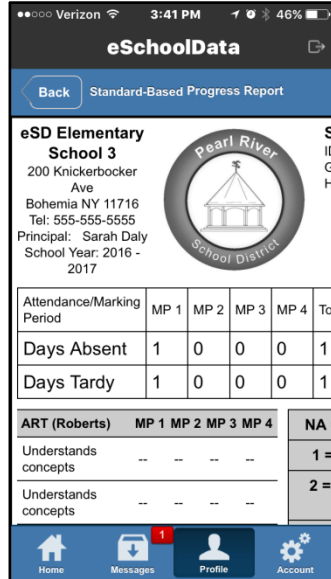 Verizon 3:41 PM 46%
eSchoolData
Back Standard-Based Progress Report
eSD Elementary
School 3
200 Knickerbocker
Ave
Bohemia NY 11716
Tel: 555-555-5555
Principal: Sarah Daly
School Year: 2016 -
2017
Pearl River
School District
Attendance/Marking
Period
MP 1 MP 2 MP 3 MP 4
Days Absent 1 0 0 0 1
Days Tardy 1 0 0 0 1
ART (Roberts) MP 1 MP 2 MP 3 MP 4
Understands
concepts
-- -- -- --
Understands
concepts
-- -- -- --
NA
1 =
2 =
1
Home Messages Profile Account